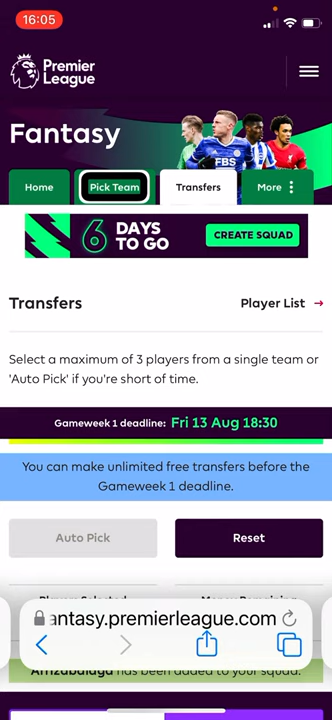 16:05
Premier
League
Fantasy
FBS
Home
Pick Team
Transfers
More
6 DAYS
TO GO
CREATE SQUAD
Transfers
Player List →
Select a maximum of 3 players from a single team or
'Auto Pick' if you're short of time.
Gameweek 1 deadline: Fri 13 Aug 18:30
You can make unlimited free transfers before the
Gameweek 1 deadline.
Auto Pick
Reset
Players Selected
Money Remaining
antasy.premierleague.com
Arrizabalaga has been added to your squad.